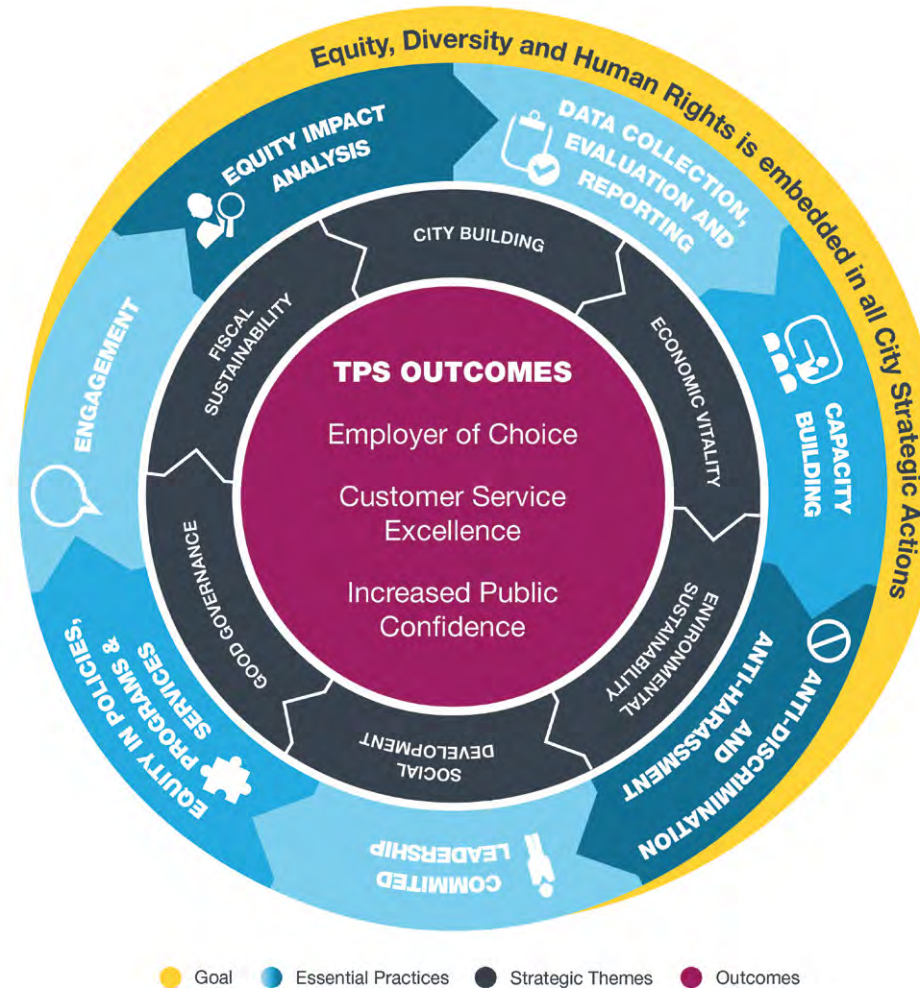 Equity, Diversity and Human Rights is embedded in all City Strategic Actions
EQUITY IMPACT
ANALYSIS
DATA COLLECTION,
EVALUATION AND
REPORTING
CAPACITY
BUILDING
ANTI-DISCRIMINATION
AND
ANTI-HARASSMENT
COMMITED
LEADERSHIP
EQUITY IN POLICIES,
PROGRAMS &
SERVICES
ENGAGEMENT
CITY BUILDING
ECONOMIC VITALITY
ENVIRONMENTAL
SUSTAINABILITY
SOCIAL
DEVELOPMENT
GOOD GOVERNANCE
FISCAL
SUSTAINABILITY
TPS OUTCOMES
Employer of Choice
Customer Service
Excellence
Increased Public
Confidence
Goal
Essential Practices
Strategic Themes
Outcomes